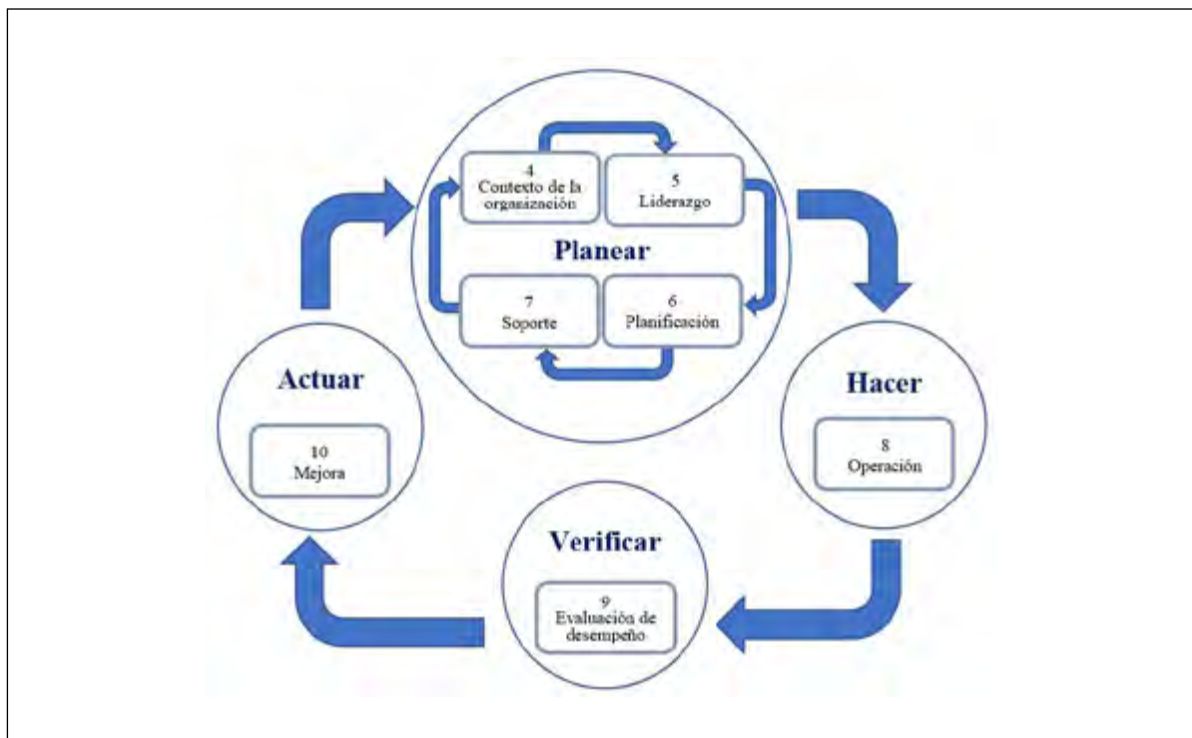 4
Contexto de la
organización
5
Liderazgo
Planear
7
Soporte
6
Planificación
Actuar
10
Mejora
Hacer
8
Operación
Verificar
9
Evaluación de
desempeño